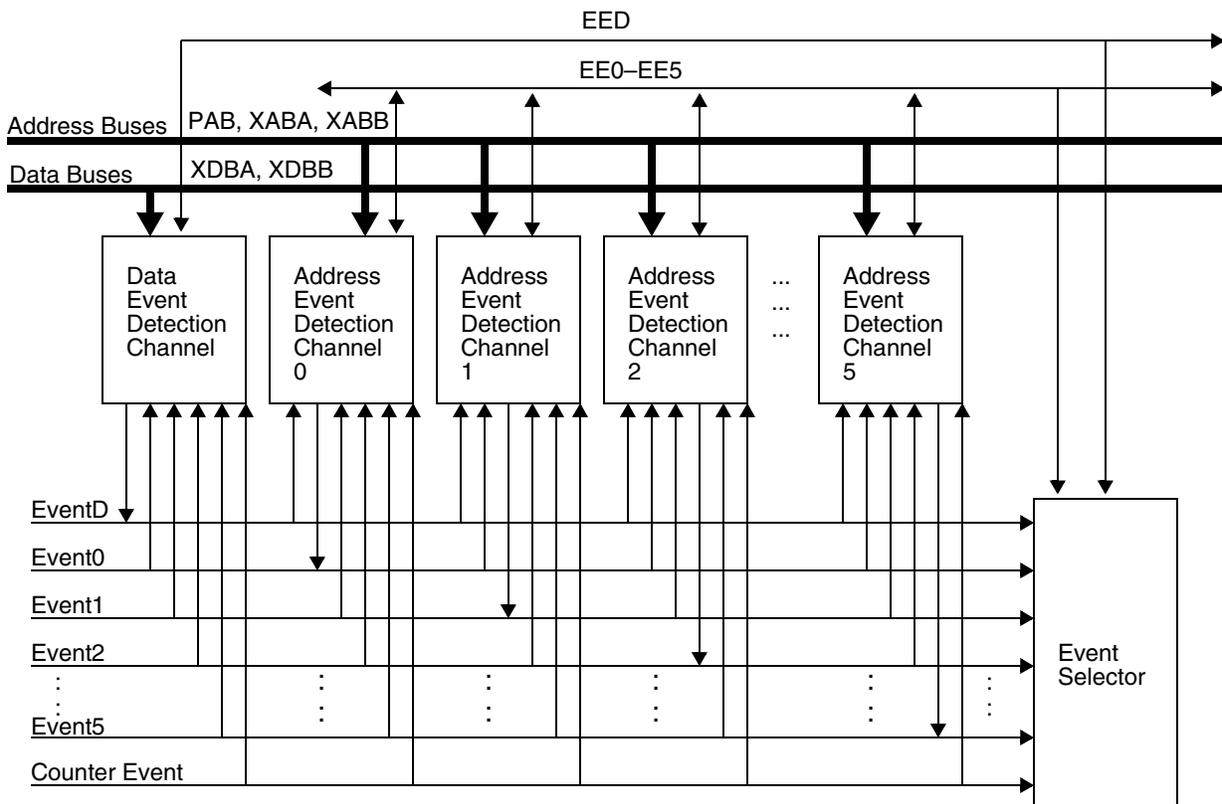 EED
EE0–EE5
Address Buses
PAB, XABA, XABB
Data Buses
XDBA, XDBB
Data
Event
Detection
Channel
Address
Event
Detection
Channel
0
Address
Event
Detection
Channel
1
Address
Event
Detection
Channel
2
...
...
...
Address
Event
Detection
Channel
5
EventD
Event0
Event1
Event2
Event5
Counter Event
Event
Selector